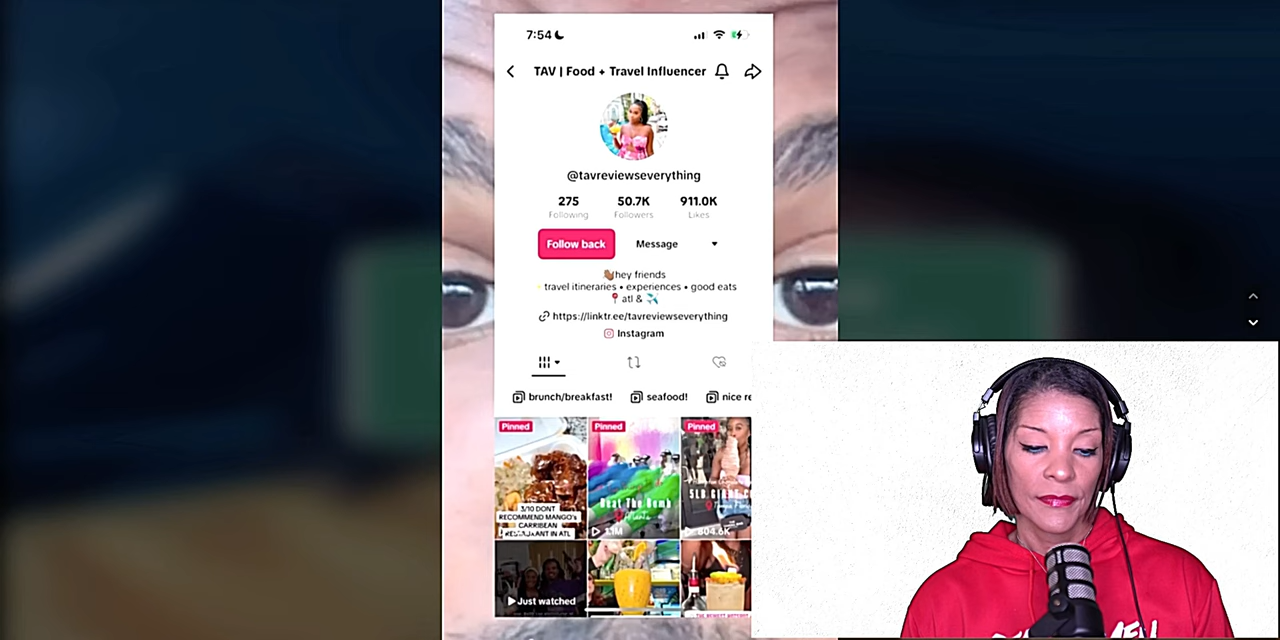 7:54
TAV | Food + Travel Influencer
@tavreviewseverything
275 50.7K 911.0K
Following Followers Likes
Follow back Message
👋🏾hey friends
travel itineraries • experiences • good eats
📍 atl & ✈️
https://linktr.ee/tavreviewseverything
Instagram
brunch/breakfast! seafood! nice re
Pinned Pinned Pinned
3/10 DONT
RECOMMEND MANGO's
CARRIBEAN
RESTAURANT IN ATL
Beat The Bomb
804.6K
Just watched